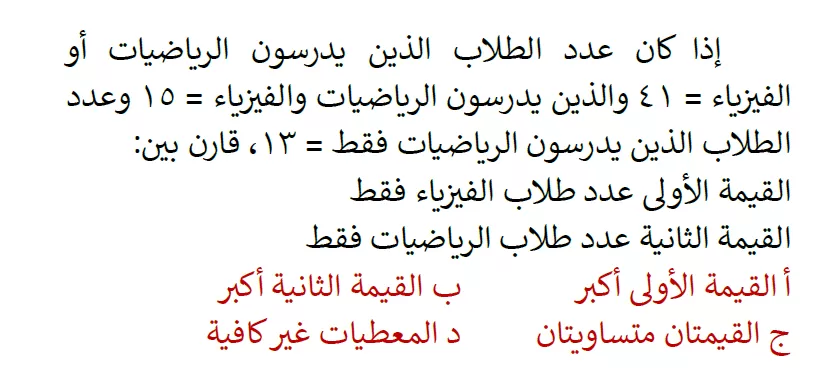 إذا كان عدد الطلاب الذين يدرسون الرياضيات أو
الفيزياء = ٤١ والذين يدرسون الرياضيات والفيزياء = ١٥ وعدد
الطلاب الذين يدرسون الرياضيات فقط = ١٣، قارن بين:
القيمة الأولى عدد طلاب الفيزياء فقط
القيمة الثانية عدد طلاب الرياضيات فقط
أ القيمة الأولى أكبر ب القيمة الثانية أكبر
ج القيمتان متساويتان د المعطيات غير كافية